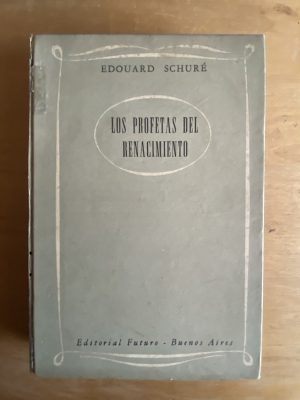 EDOUARD SCHURÉ
LOS PROFETAS DEL
RENACIMIENTO
Editorial Futuro - Buenos Aires